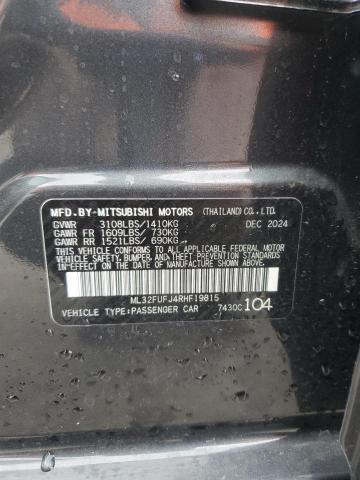 MFD.BY-MITSUBISHI MOTORS (THAILAND) CO.,LTD.
GVWR 3108LBS/1410KG DEC 2024
GAWR FR 1609LBS/ 730KG
GAWR RR 1521LBS/ 690KG
THIS VEHICLE CONFORMS TO ALL APPLICABLE
FEDERAL MOTOR VEHICLE SAFETY, BUMPER, AND
THEFT PREVENTION STANDARDS IN EFFECT ON
THE DATE OF MANUFACTURE SHOWN ABOVE.
ML32FUFJ4RHF19815
VEHICLE TYPE:PASSENGER CAR 7430C 104